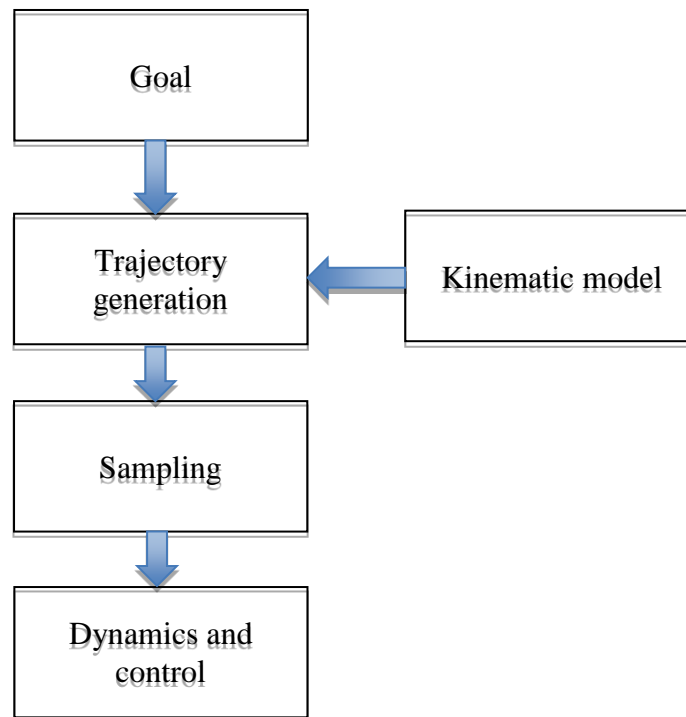 Goal
Trajectory
generation
Kinematic model
Sampling
Dynamics and
control